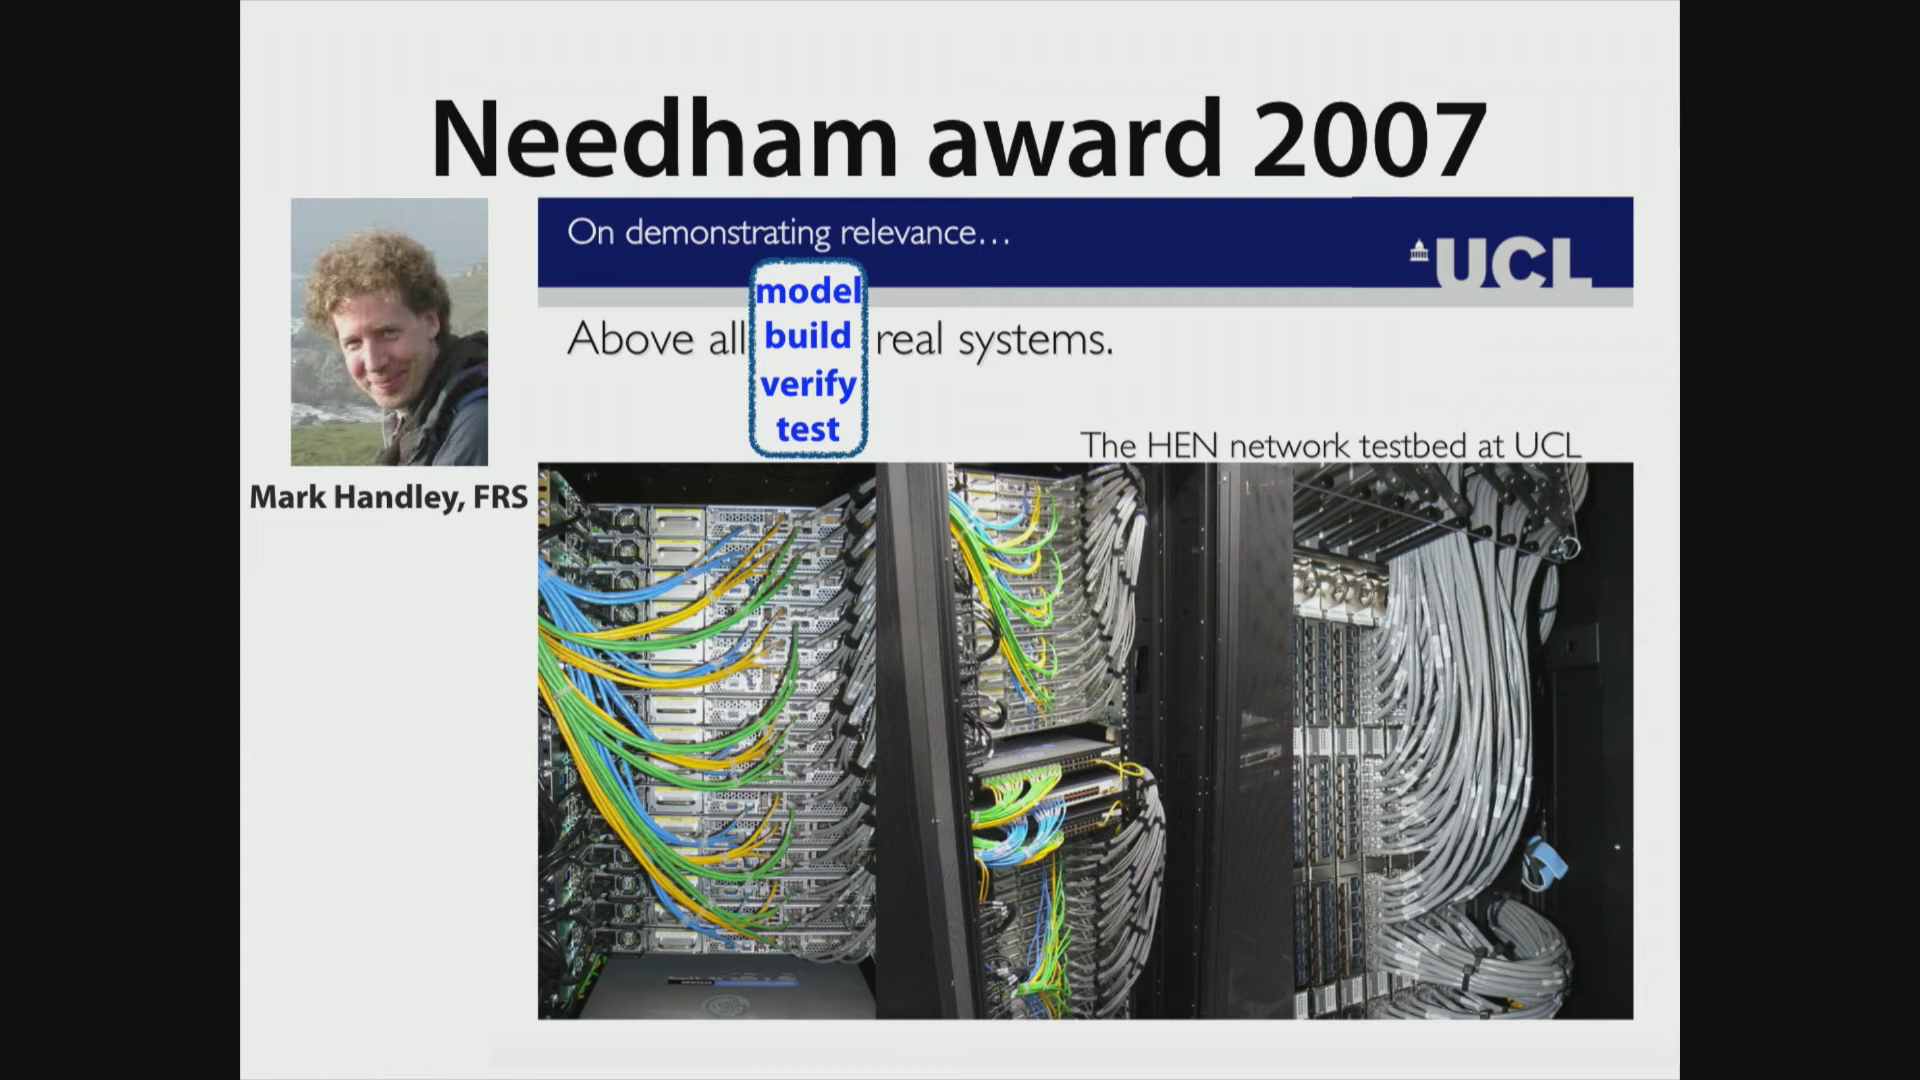 Needham award 2007
On demonstrating relevance...
UCL
model
Above all build real systems.
verify
test
The HEN network testbed at UCL
Mark Handley, FRS